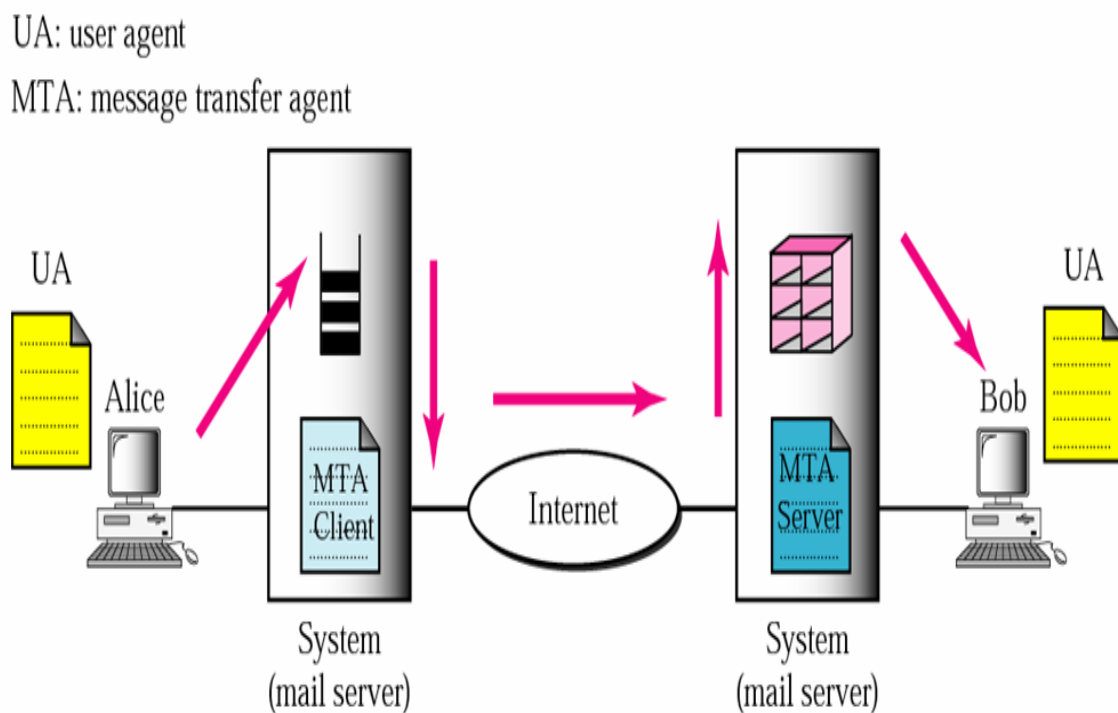 UA: user agent
MTA: message transfer agent
UA
Alice
MTA
Client
System
(mail server)
Internet
MTA
Server
System
(mail server)
UA
Bob